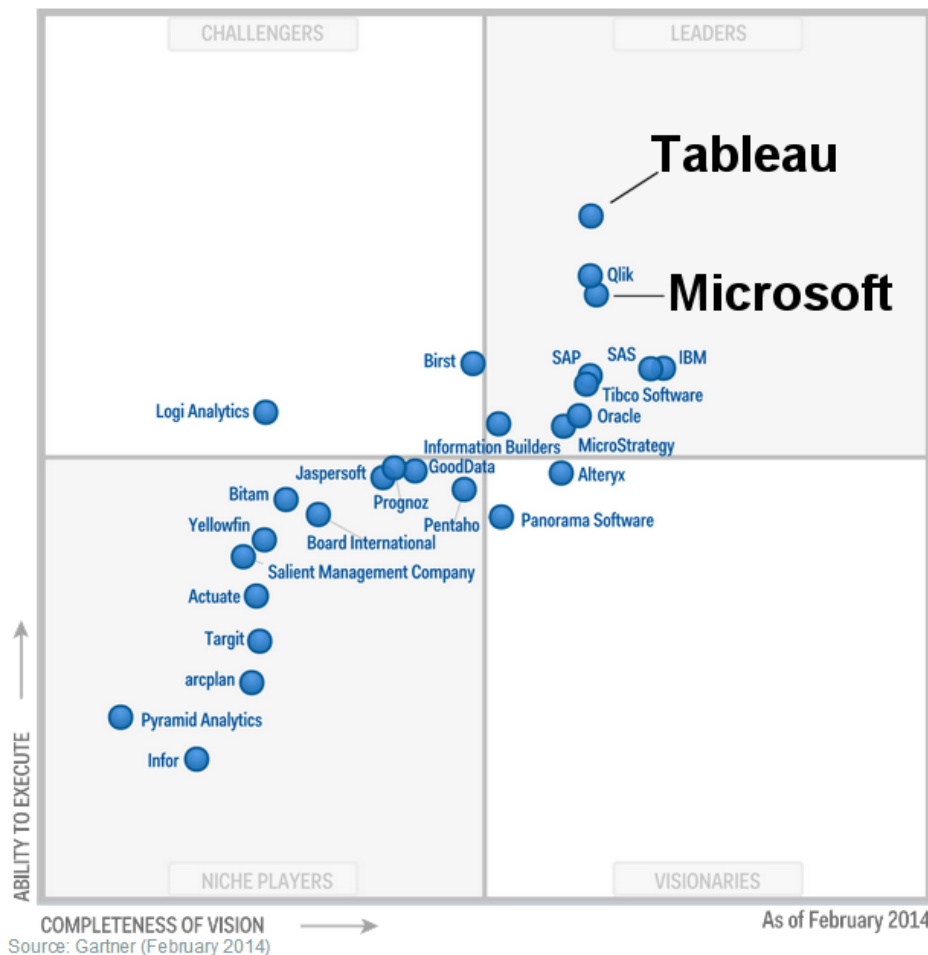 CHALLENGERS
LEADERS
Tableau
Qlik
Microsoft
Birst
SAP
SAS
IBM
Tibco Software
Logi Analytics
Oracle
Information Builders
MicroStrategy
Jaspersoft
GoodData
Alteryx
Bitam
Prognoz
Pentaho
Panorama Software
Yellowfin
Board International
Salient Management Company
Actuate
Targit
arcplan
Pyramid Analytics
Infor
ABILITY TO EXECUTE
NICHE PLAYERS
VISIONARIES
COMPLETENESS OF VISION
As of February 2014
Source: Gartner (February 2014)